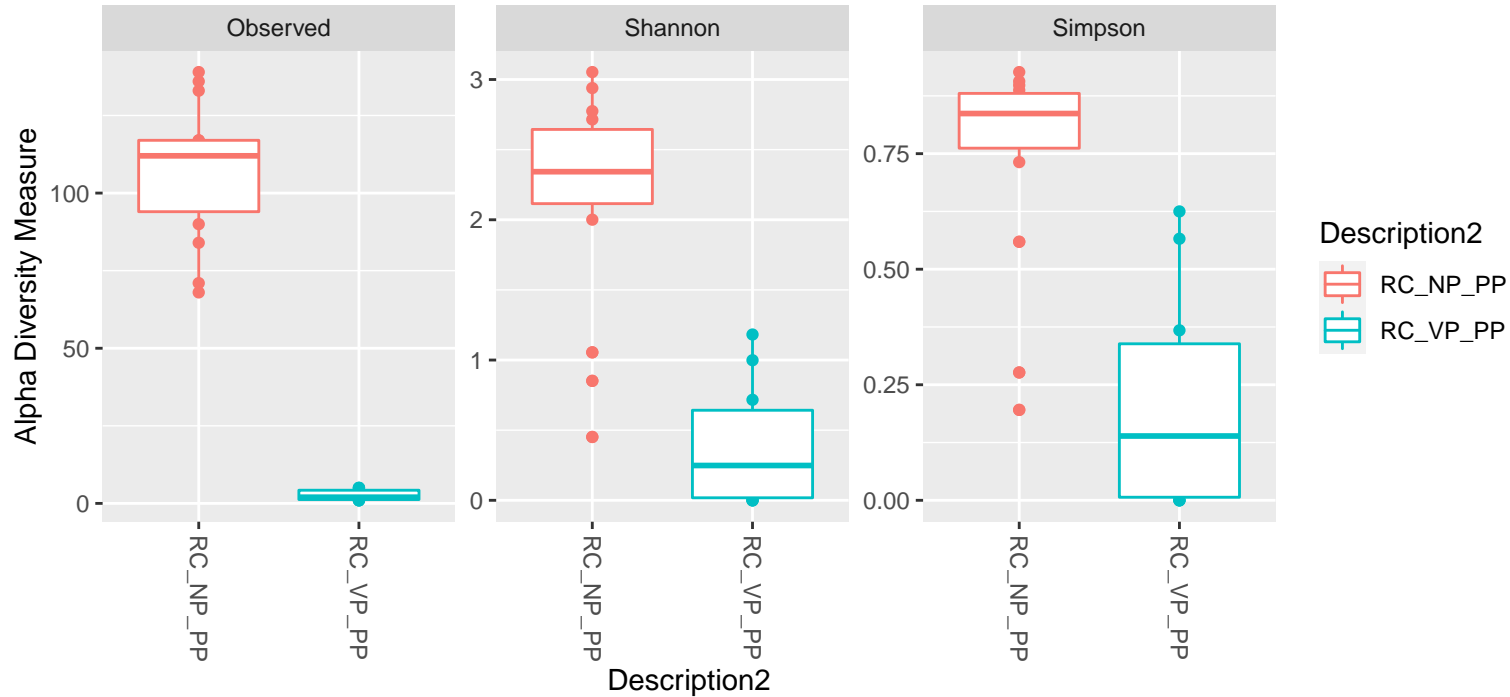 Observed
Shannon
Simpson
Alpha Diversity Measure
100
50
0
3
2
1
0
0.75
0.50
0.25
0.00
RC_NP_PP
RC_VP_PP
RC_NP_PP
RC_VP_PP
RC_NP_PP
RC_VP_PP
Description2
Description2
RC_NP_PP
RC_VP_PP